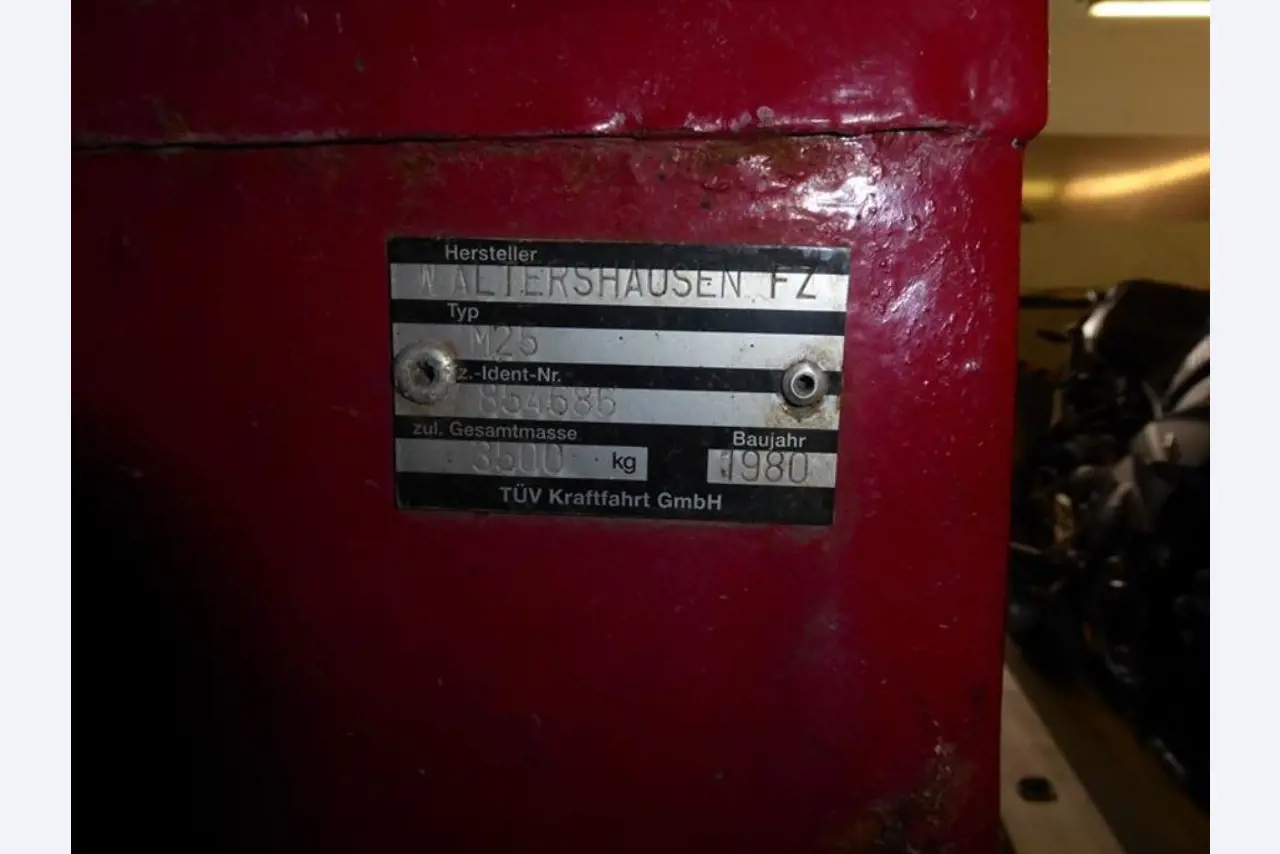 Hersteller
WALTERSHAUSEN FZ
Typ
M25
z.-Ident-Nr.
854686
zul. Gesamtmasse
3500 kg
Baujahr
1980
TÜV Kraftfahrt GmbH